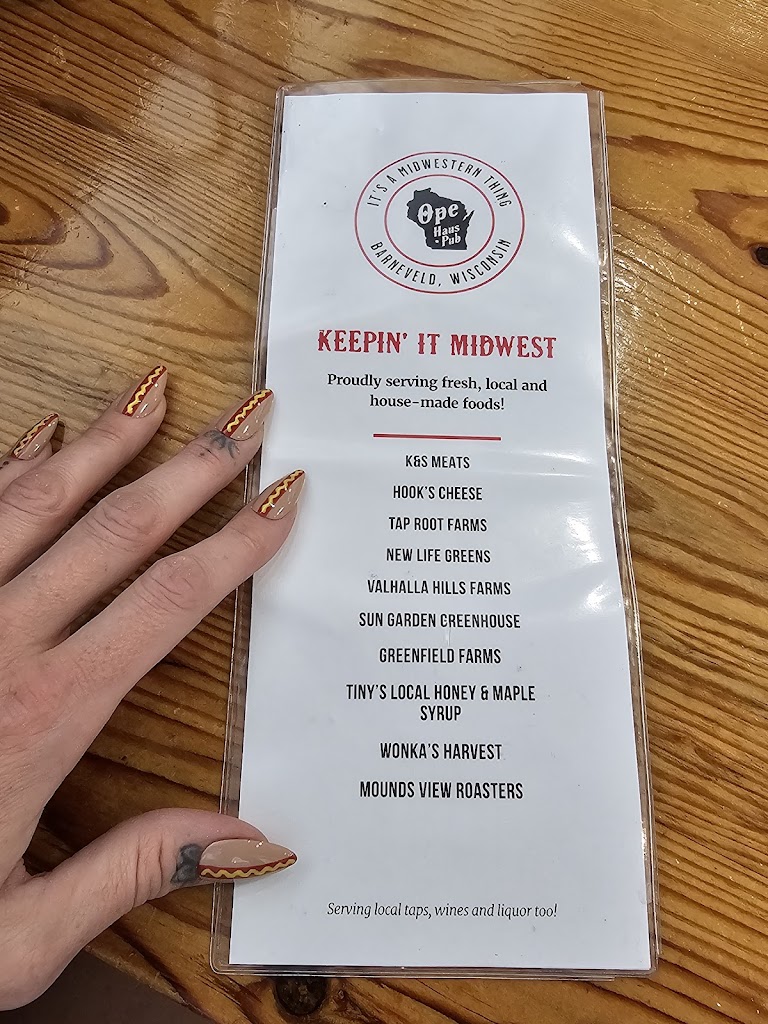 IT'S A MIDWESTERN THING
Ope
Haus
Pub
BARNEVELD, WISCONSIN
KEEPIN' IT MIDWEST
Proudly serving fresh, local and
house-made foods!
K&S MEATS
HOOK'S CHEESE
TAP ROOT FARMS
NEW LIFE GREENS
VALHALLA HILLS FARMS
SUN GARDEN GREENHOUSE
GREENFIELD FARMS
TINY'S LOCAL HONEY & MAPLE
SYRUP
WONKA'S HARVEST
MOUNDS VIEW ROASTERS
Serving local taps, wines and liquor too!